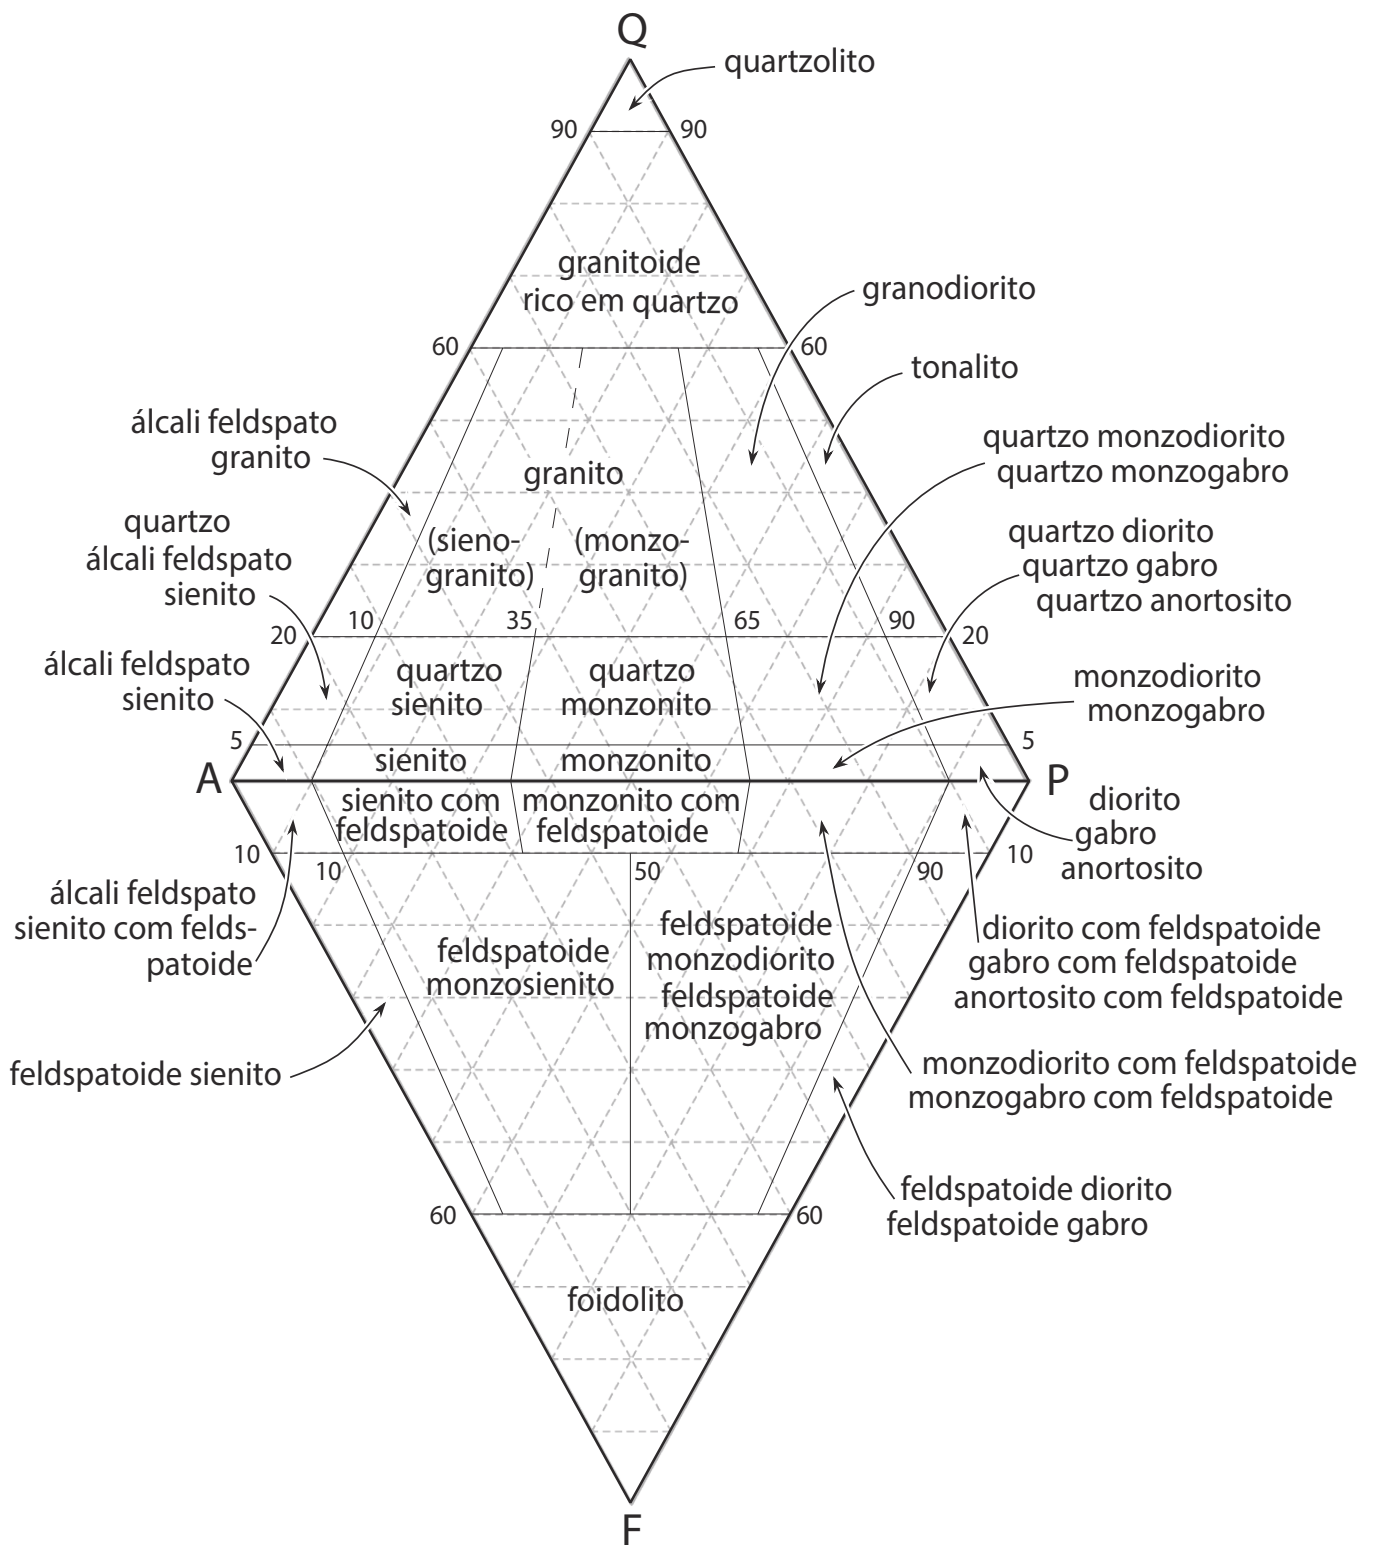 Q
quartzolito
90
90
granitoide
rico em quartzo
granodiorito
60
60
tonalito
álcali feldspato
granito
quartzo monzodiorito
quartzo monzogabro
granito
quartzo
álcali feldspato
sienito
(sieno-
granito)
(monzo-
granito)
quartzo diorito
quartzo gabro
quartzo anortosito
20
10
35
65
90
20
álcali feldspato
sienito
quartzo
sienito
quartzo
monzonito
monzodiorito
monzogabro
5
5
sienito
monzonito
A
P
sienito com
feldspatoide
monzonito com
feldspatoide
diorito
gabro
anortosito
10
10
50
90
10
álcali feldspato
sienito com felds-
patoide
feldspatoide
monzosienito
feldspatoide
monzodiorito
feldspatoide
monzogabro
diorito com feldspatoide
gabro com feldspatoide
anortosito com feldspatoide
feldspatoide sienito
monzodiorito com feldspatoide
monzogabro com feldspatoide
feldspatoide diorito
feldspatoide gabro
60
60
foidolito
F